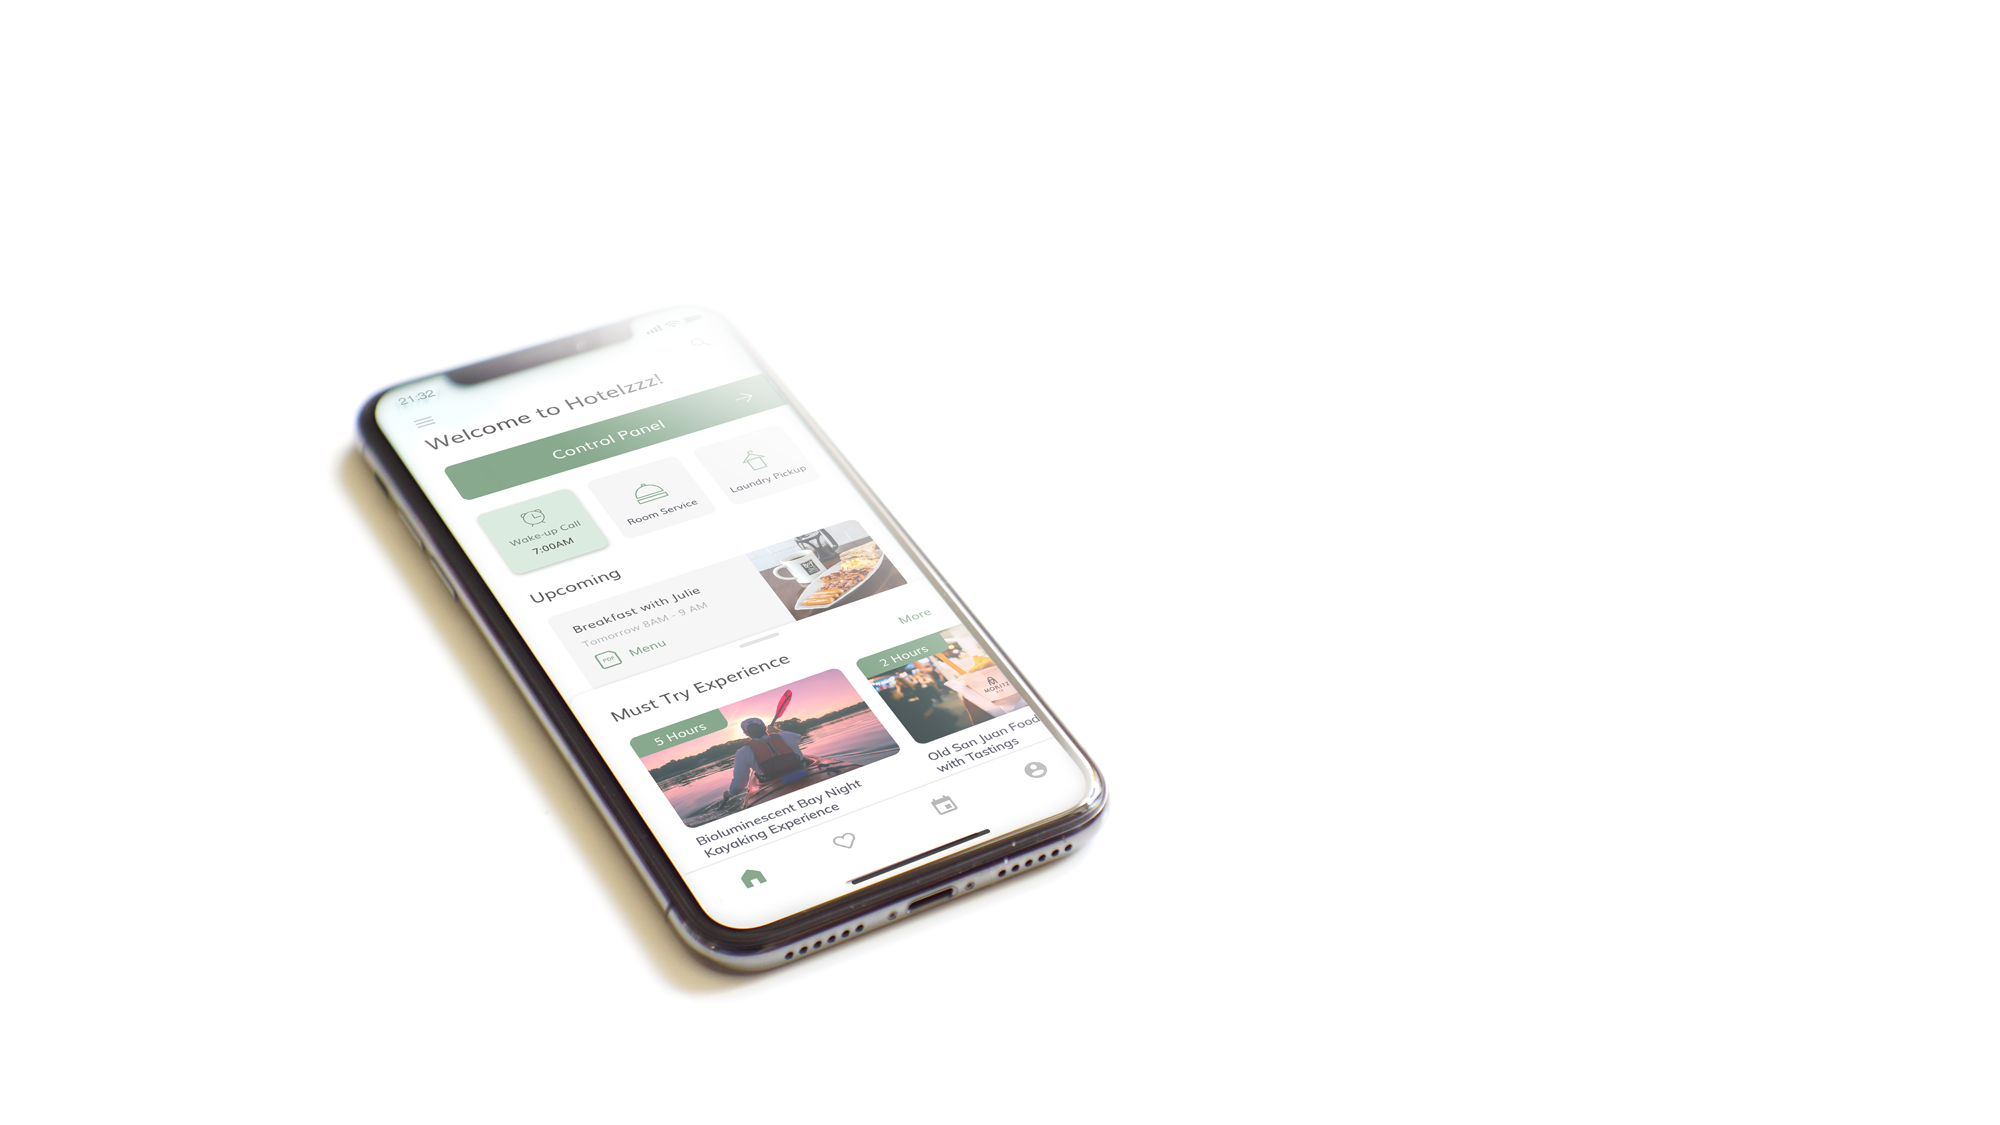 21:32
Welcome to Hotelzzz!
Control Panel
Wake-up Call
7:00AM
Room Service
Laundry Pickup
Upcoming
Breakfast with Julie
Tomorrow 8AM - 9 AM
PDF
Menu
Must Try Experience
More
5 Hours
Bioluminescent Bay Night
Kayaking Experience
2 Hours
MORITZ
Old San Juan Food
with Tastings